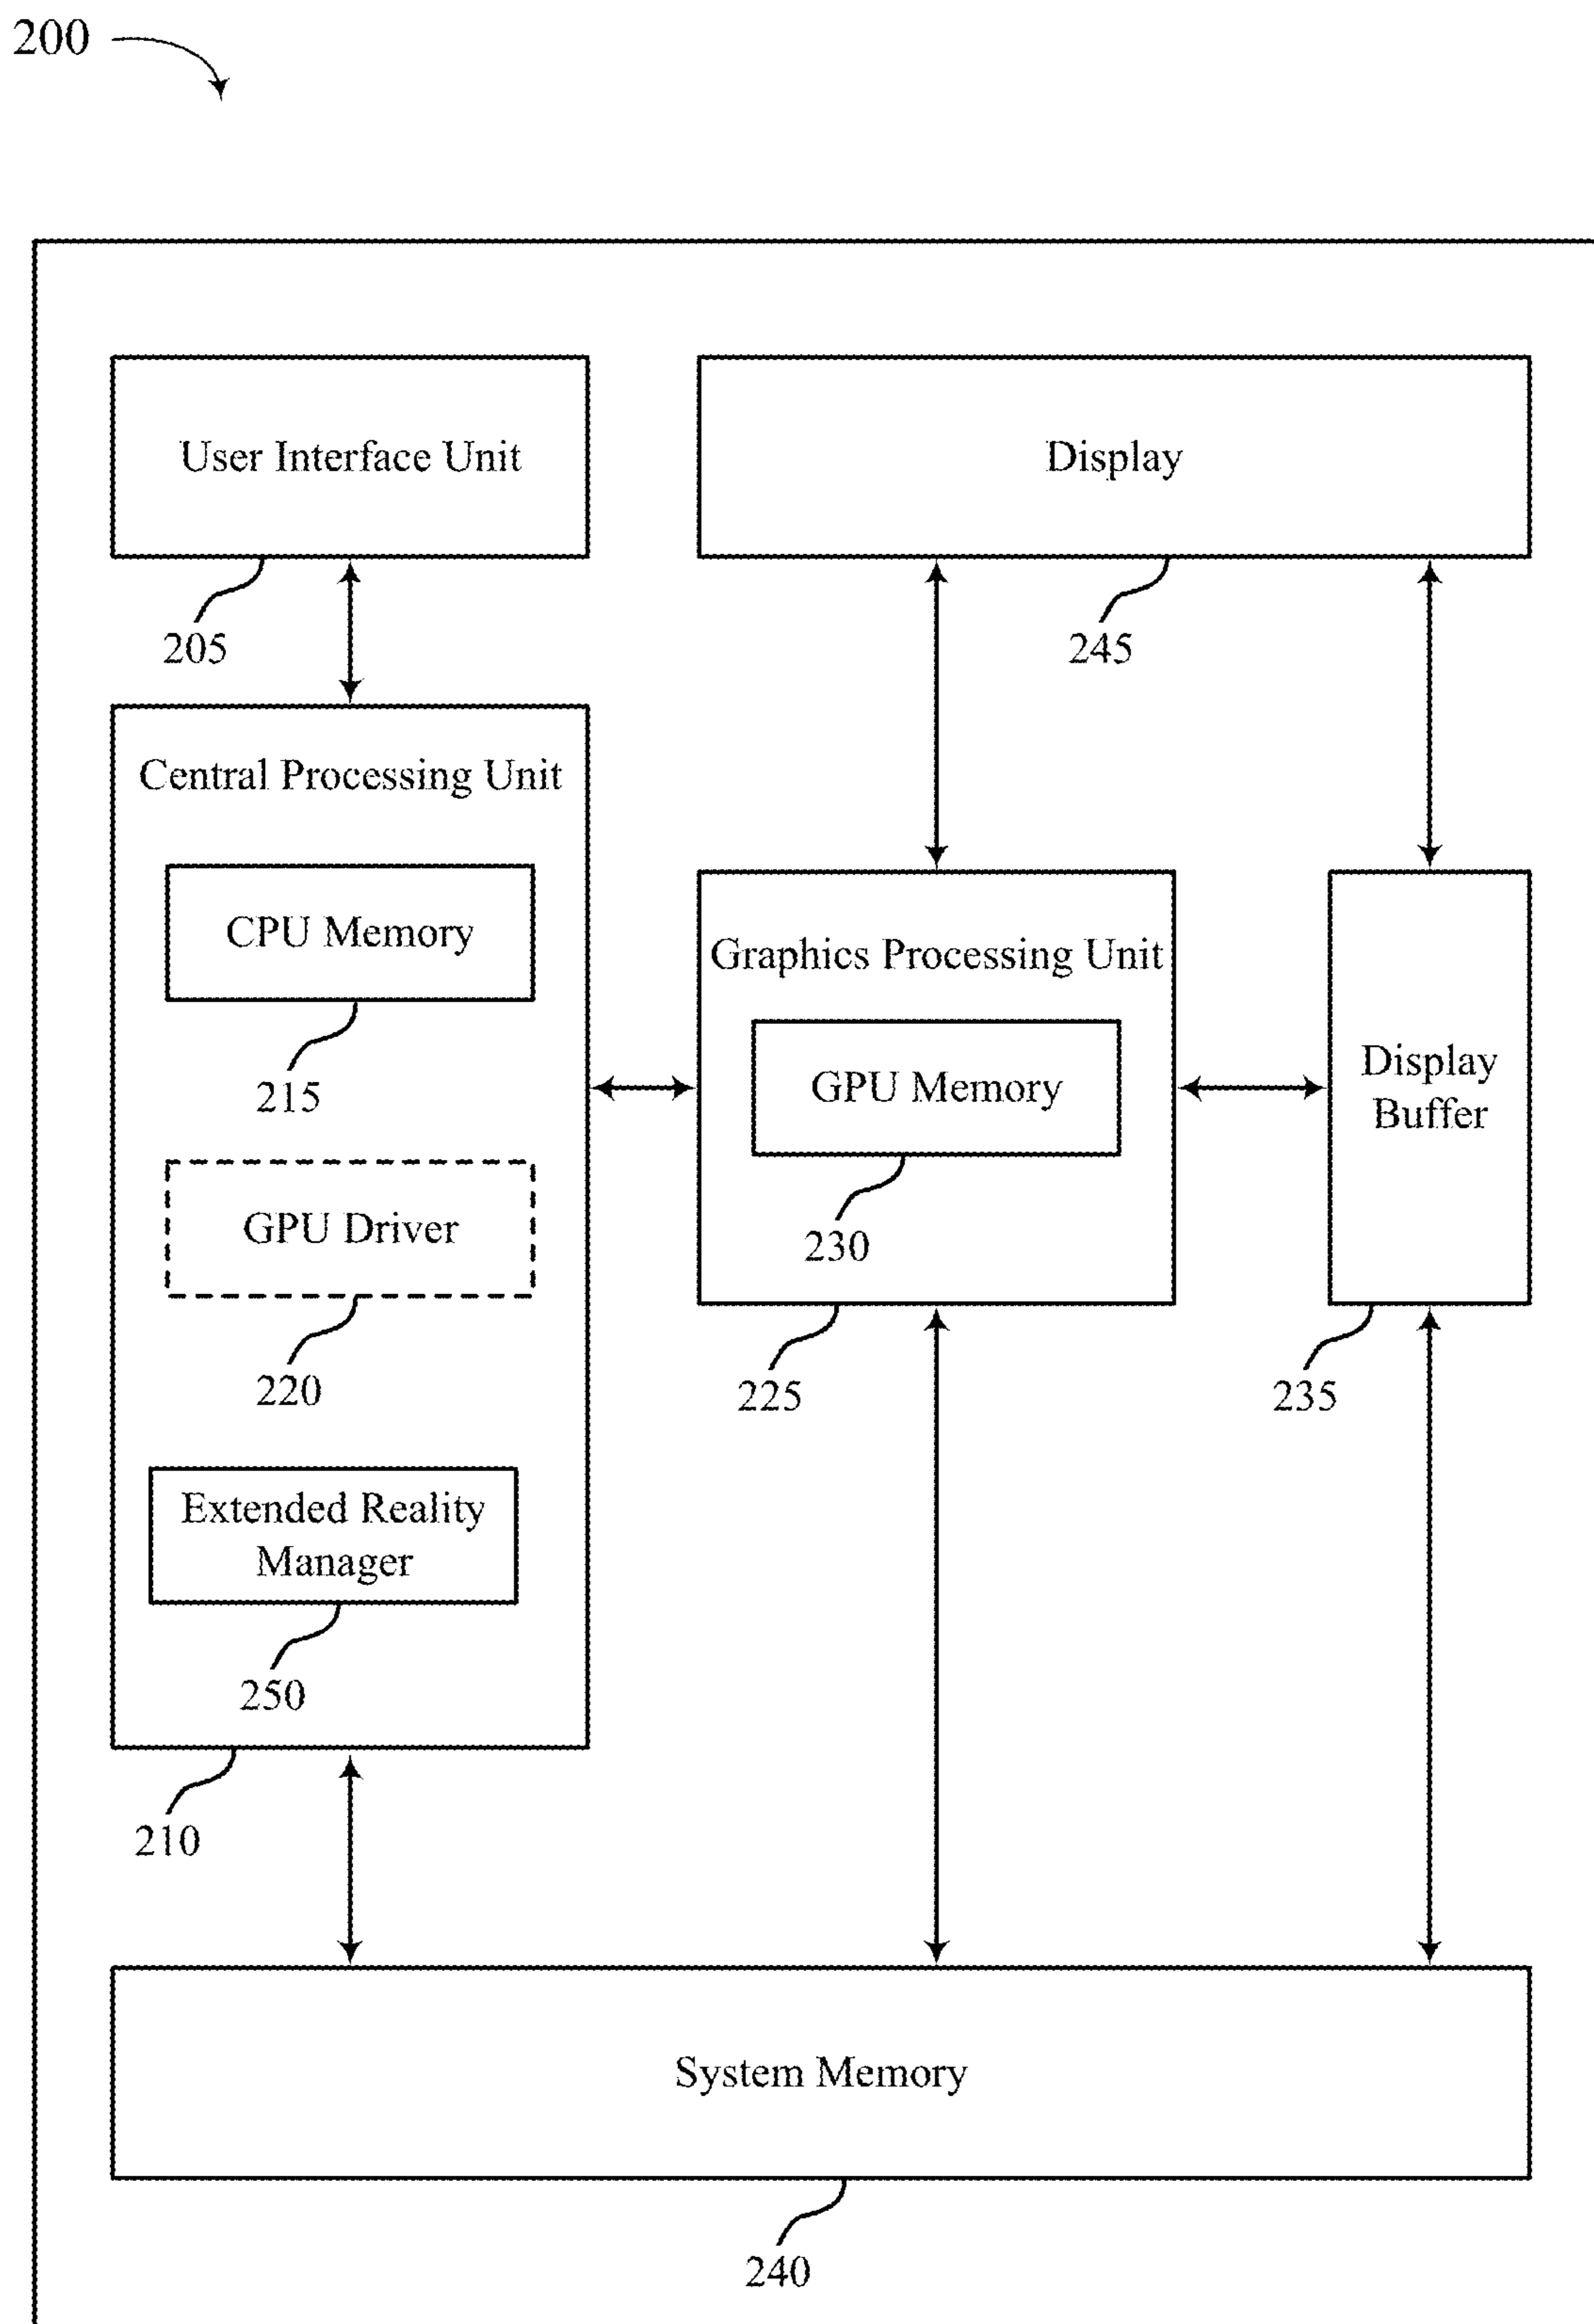 200
User Interface Unit
Display
205
245
Central Processing Unit
CPU Memory
215
GPU Driver
220
Extended Reality
Manager
250
210
Graphics Processing Unit
GPU Memory
230
225
Display
Buffer
235
System Memory
240